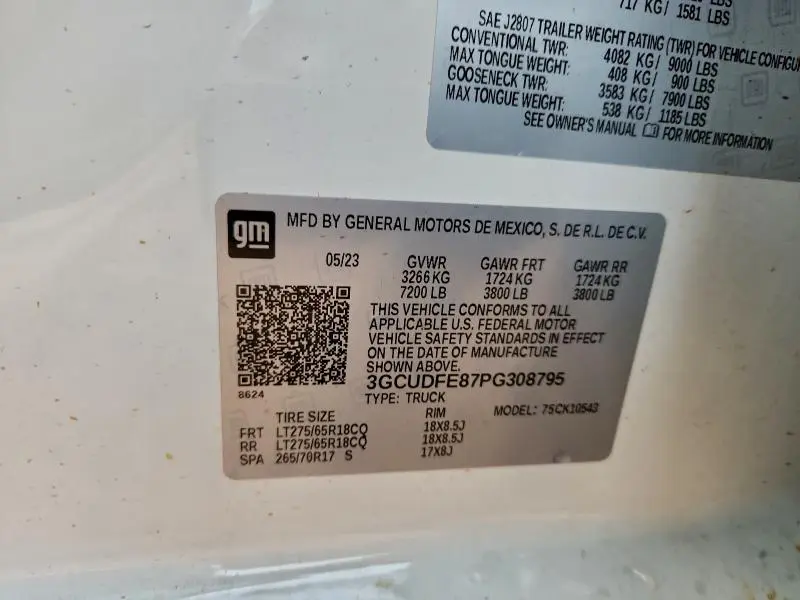 717 KG/ 1581 LBS
SAE J2807 TRAILER WEIGHT RATING (TWR) FOR VEHICLE
CONVENTIONAL TWR: 4082 KG/ 9000 LBS
MAX TONGUE WEIGHT: 408 KG/ 900 LBS
GOOSENECK TWR: 3583 KG/ 7900 LBS
MAX TONGUE WEIGHT: 538 KG/ 1185 LBS
SEE OWNER'S MANUAL FOR MORE INFORMATION
gm
MFD BY GENERAL MOTORS DE MEXICO, S. DE R.L. DE C.V.
05/23 GVWR GAWR FRT GAWR RR
3266 KG 1724 KG 1724 KG
7200 LB 3800 LB 3800 LB
THIS VEHICLE CONFORMS TO ALL
APPLICABLE U.S. FEDERAL MOTOR
VEHICLE SAFETY STANDARDS IN EFFECT
ON THE DATE OF MANUFACTURE
SHOWN ABOVE.
3GCUDFE87PG308795
8624
TYPE: TRUCK
MODEL: 75CK10543
TIRE SIZE RIM
FRT LT275/65R18CQ 18X8.5J
RR LT275/65R18CQ 18X8.5J
SPA 265/70R17 S 17X8J